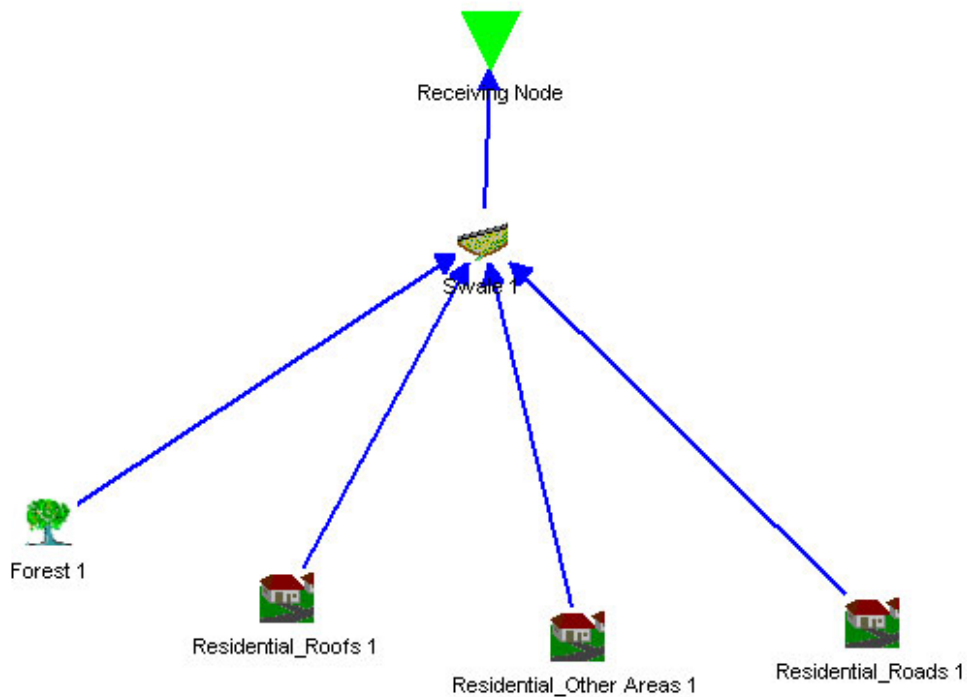 Receiving Node
Swale 1
Forest 1
Residential_Roofs 1
Residential_Other Areas 1
Residential_Roads 1